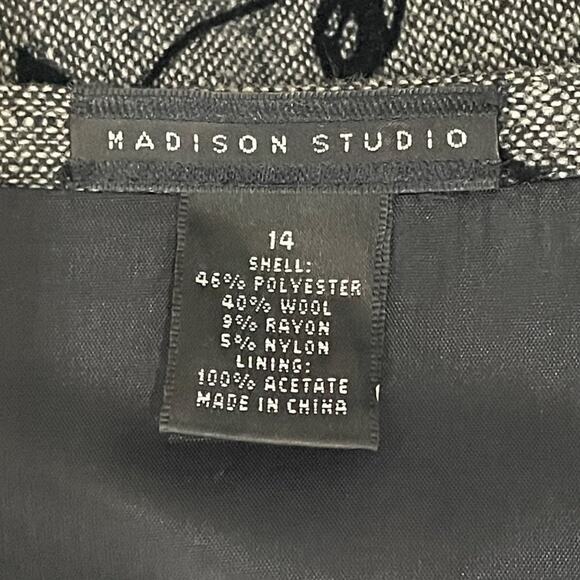 MADISON STUDIO
14
SHELL:
46% POLYESTER
40% WOOL
9% RAYON
5% NYLON
LINING:
100% ACETATE
MADE IN CHINA